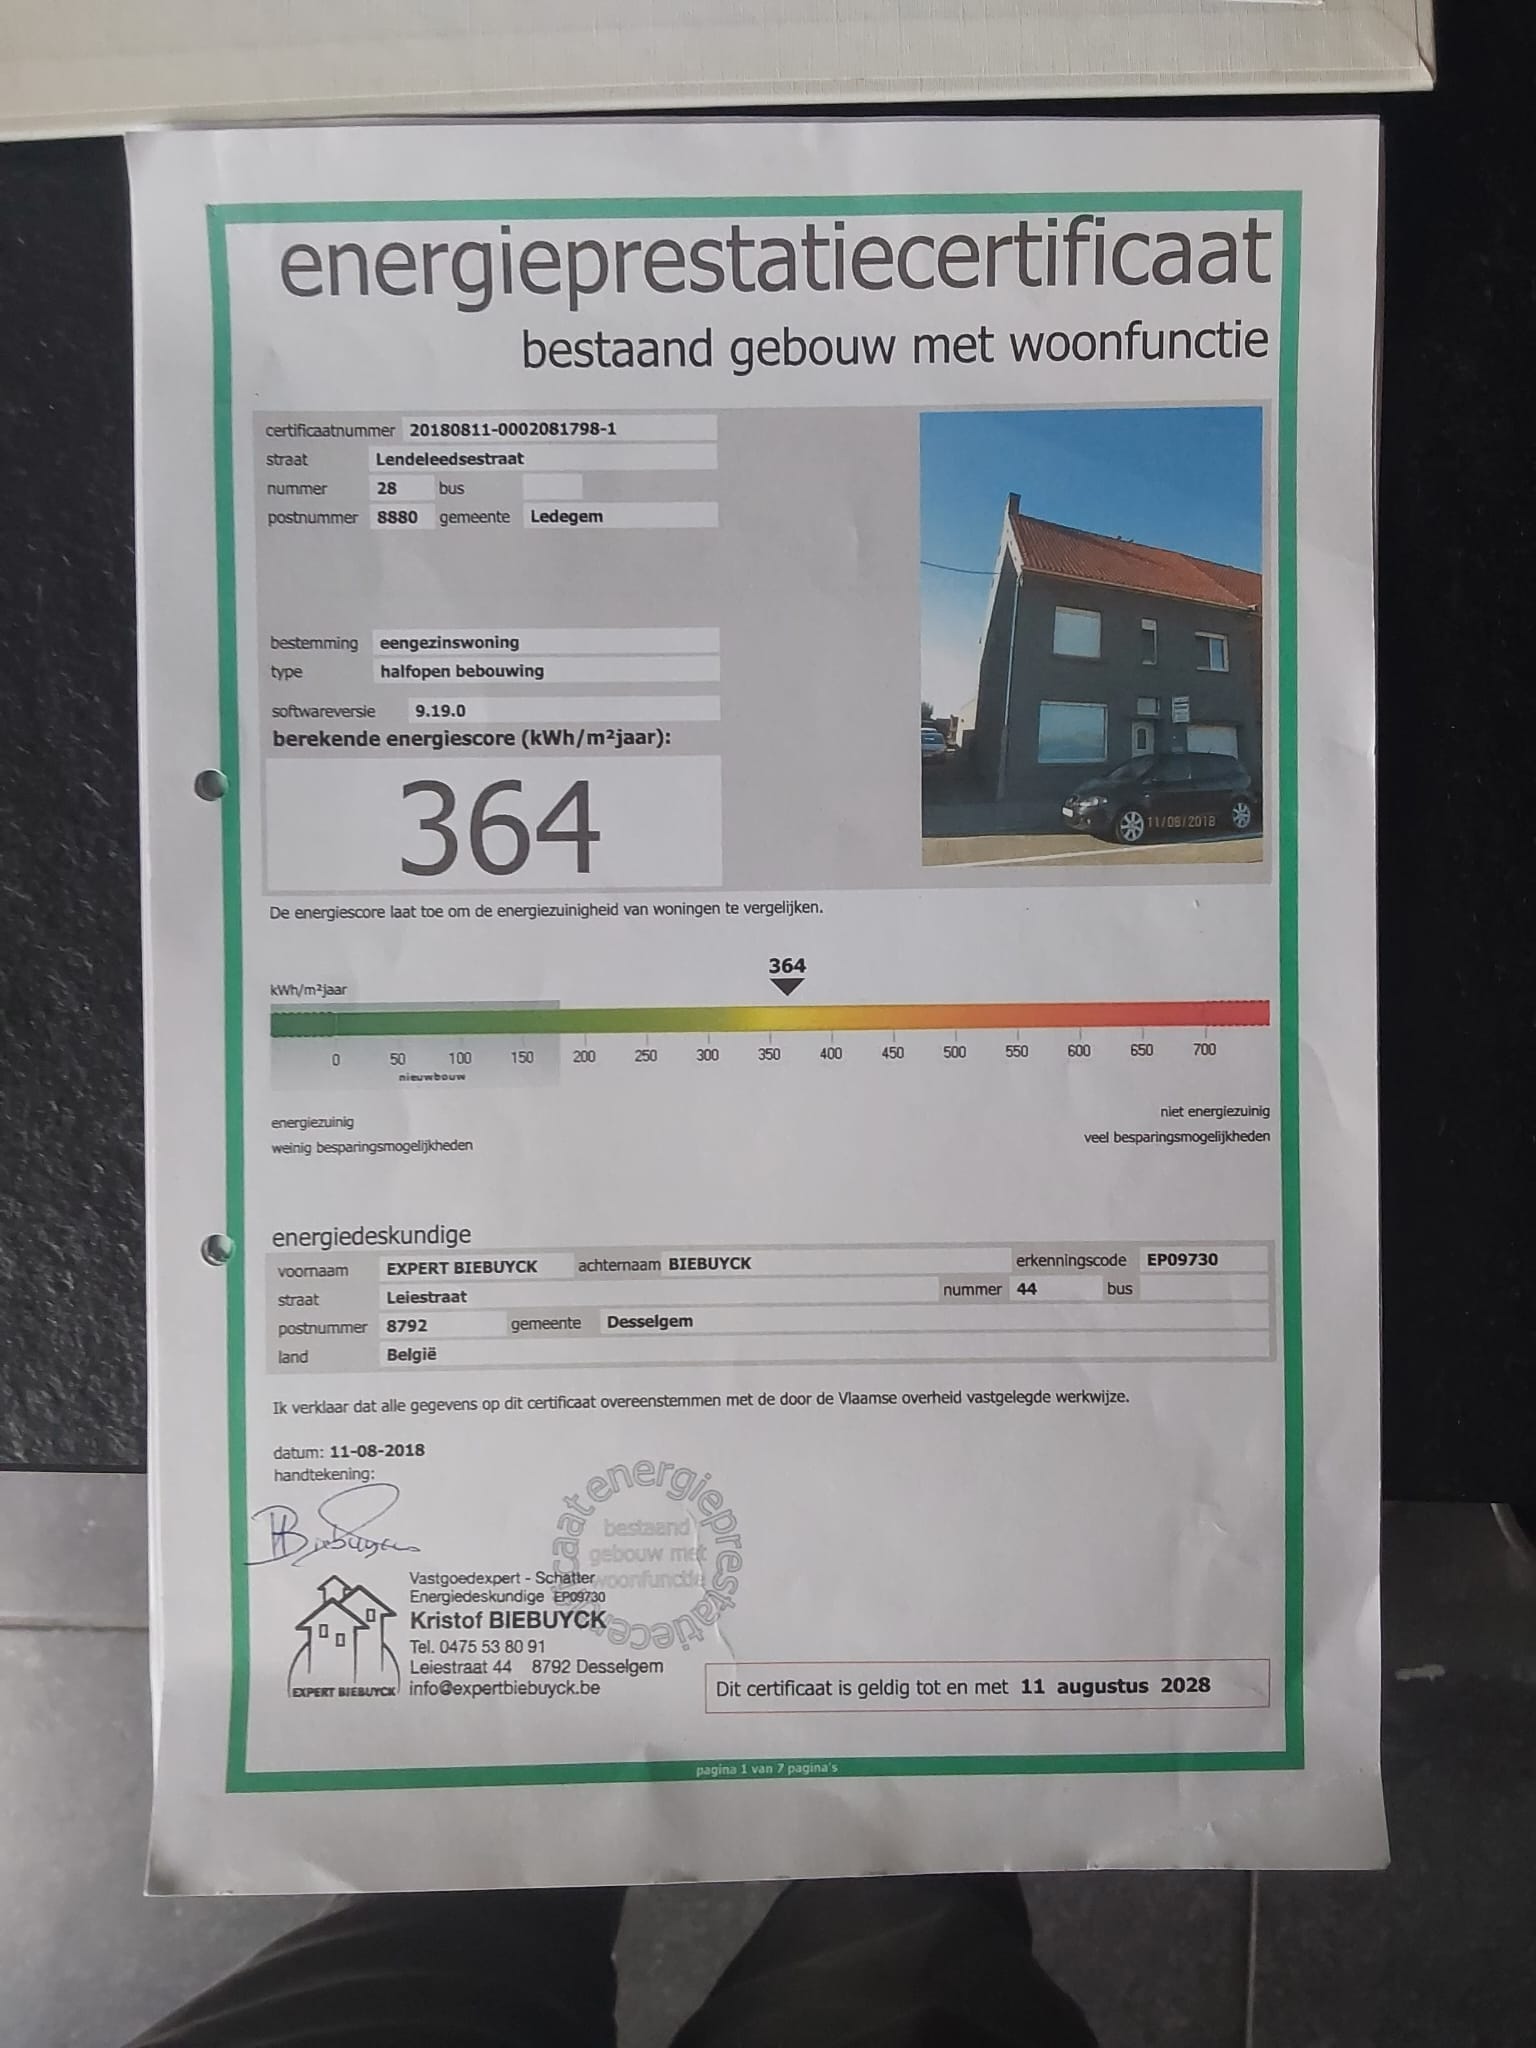 energieprestatiecertificaat
bestaand gebouw met woonfunctie
certificaatnummer 20180811-0002081798-1
straat Lendeleedsestraat
nummer 28 bus
postnummer 8880 gemeente Ledegem
bestemming eengezinswoning
type halfopen bebouwing
softwareversie 9.19.0
berekende energiescore (kWh/m²jaar):
364
11/08/2018
De energiescore laat toe om de energiezuinigheid van woningen te vergelijken.
364
kWh/m²jaar
0 50 100 150 200 250 300 350 400 450 500 550 600 650 700
nieuwbouw
energiezuinig niet energiezuinig
weinig besparingsmogelijkheden veel besparingsmogelijkheden
energiedeskundige
voornaam EXPERT BIEBUYCK achternaam BIEBUYCK erkenningscode EP09730
straat Leiestraat nummer 44 bus
postnummer 8792 gemeente Desselgem
land België
Ik verklaar dat alle gegevens op dit certificaat overeenstemmen met de door de Vlaamse overheid vastgelegde werkwijze.
datum: 11-08-2018
handtekening:
energieprestatiecertificaat
bestaand
gebouw met
woonfunctie
Vastgoedexpert - Schatter
Energiedeskundige EP09730
Kristof BIEBUYCK
Tel. 0475 53 80 91
Leiestraat 44 8792 Desselgem
info@expertbiebuyck.be
EXPERT BIEBUYCK
Dit certificaat is geldig tot en met 11 augustus 2028
pagina 1 van 7 pagina's